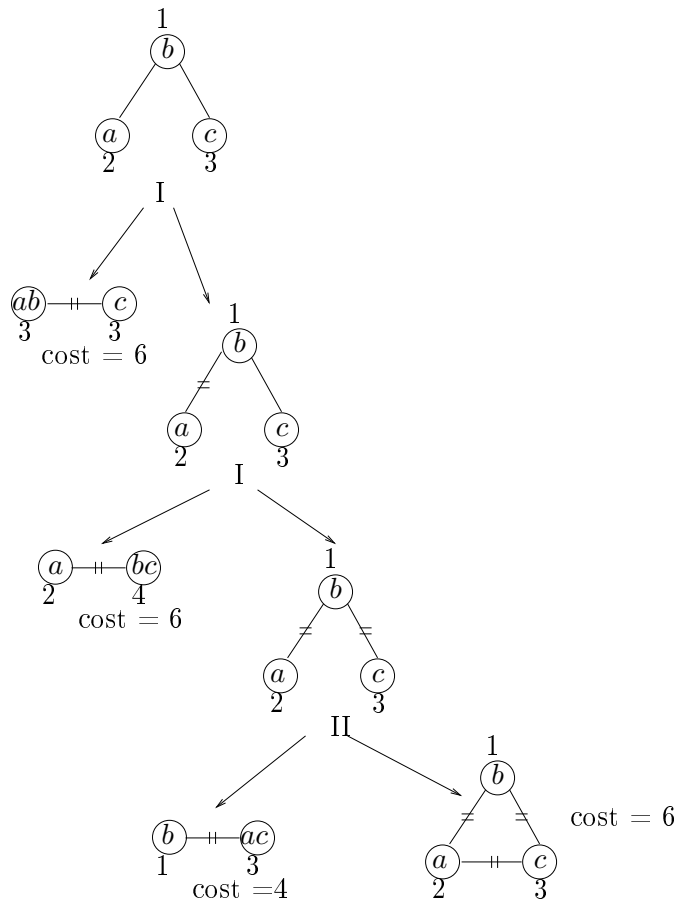 1
b
a c
2 3
I
ab c
3 3
cost = 6
1
b
a c
2 3
I
a bc
2 4
cost = 6
1
b
a c
2 3
II
1
b
cost = 6
a c
2 3
b ac
1 3
cost =4